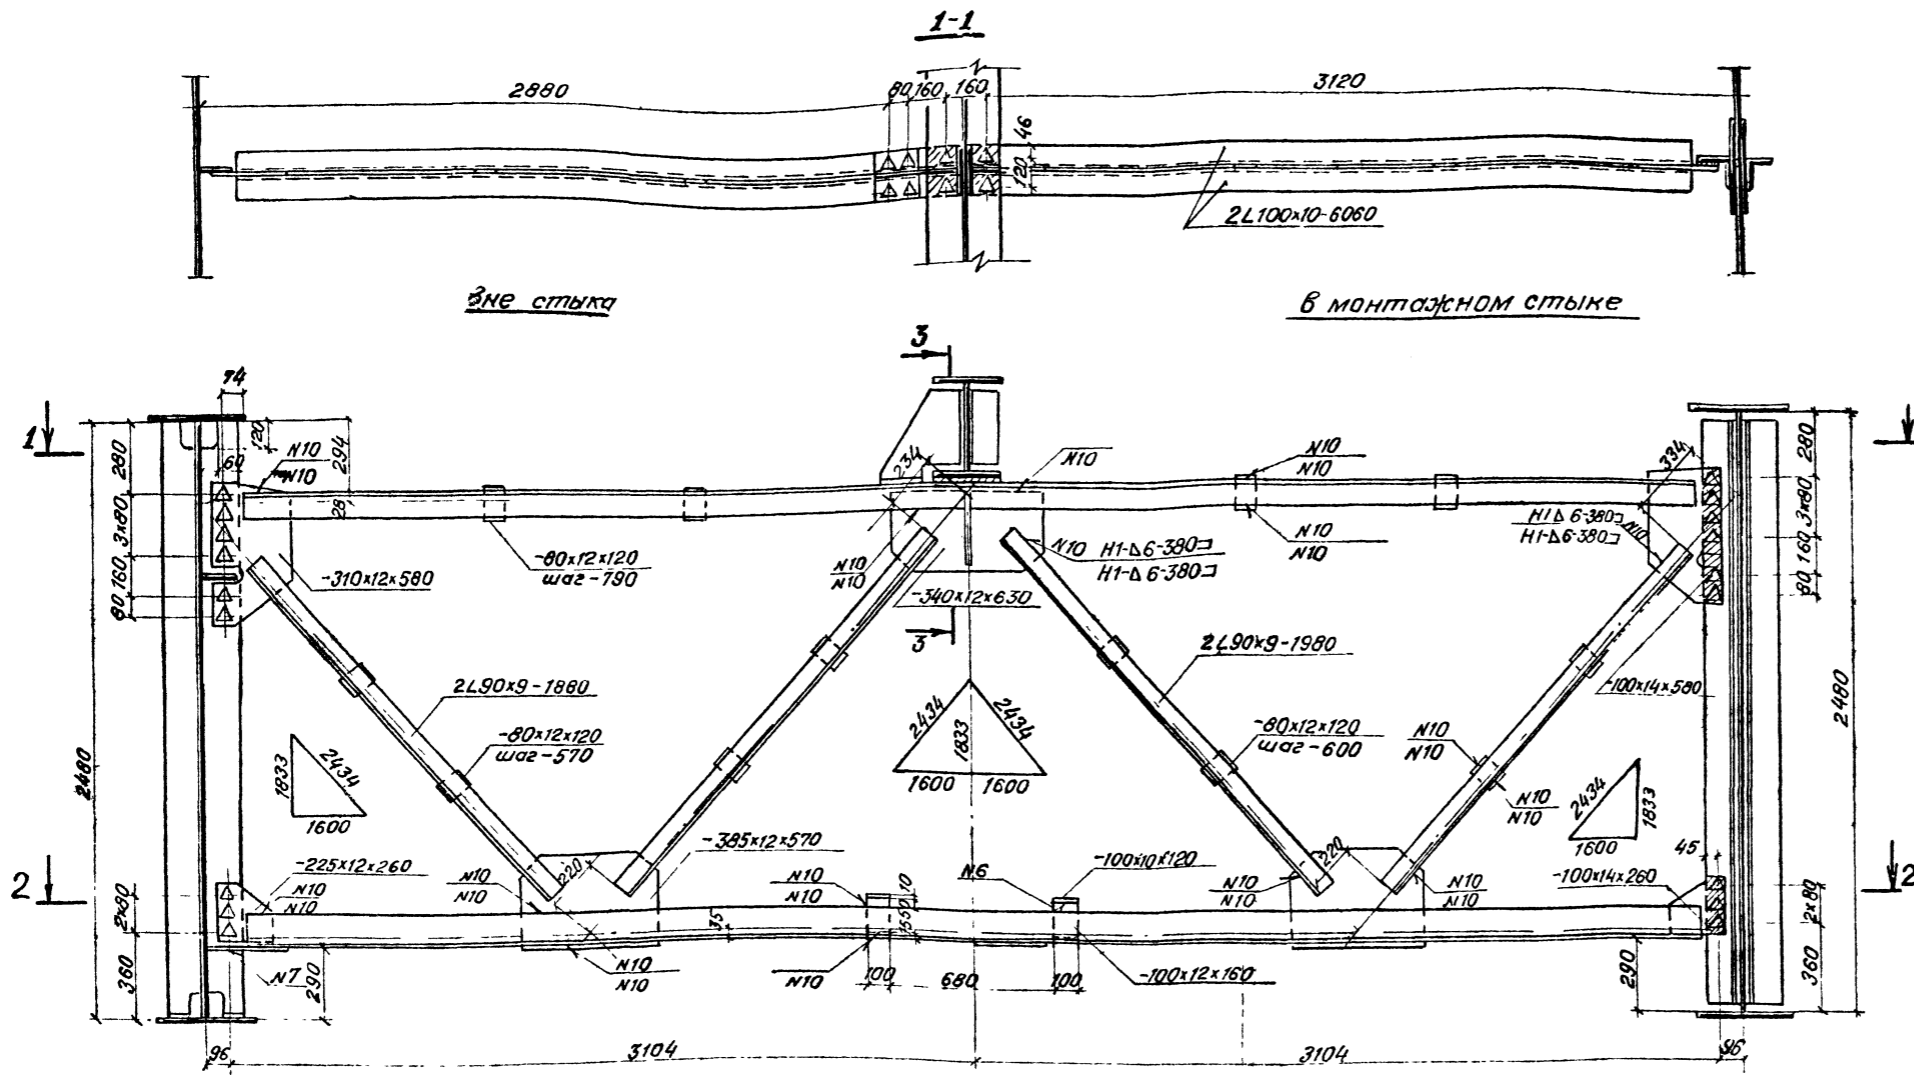 1-1
2880
80
160
160
3120
46
120
2L100x10-6060
Вне стыка
в монтажном стыке
3
74
1
280
3x80
160
80
60
120
294
28
N10
N10
234
N10
N10
N10
334
280
3x80
160
80
-80x12x120
шаг-790
N10
N10
N10
N10
N10
H1-Δ6-380
H1-Δ6-380
H1Δ6-380
H1-Δ6-380
N10
-310x12x580
-340x12x630
3
2L90x9-1880
2L90x9-1980
-100x14x580
2480
2480
-80x12x120
шаг-570
-80x12x120
шаг-600
N10
N10
N10
N10
2434
1833
1600
2434
2434
1833
1600
1600
2434
1833
1600
45
2
2
-225x12x260
N10
N10
N10
N10
220
-385x12x570
N10
N10
10
550
N6
-100x10x120
N10
N10
220
N10
N10
-100x14x260
2x80
360
2x80
360
35
N7
290
N10
N10
N10
100
680
100
-100x12x160
290
96
3104
3104
96